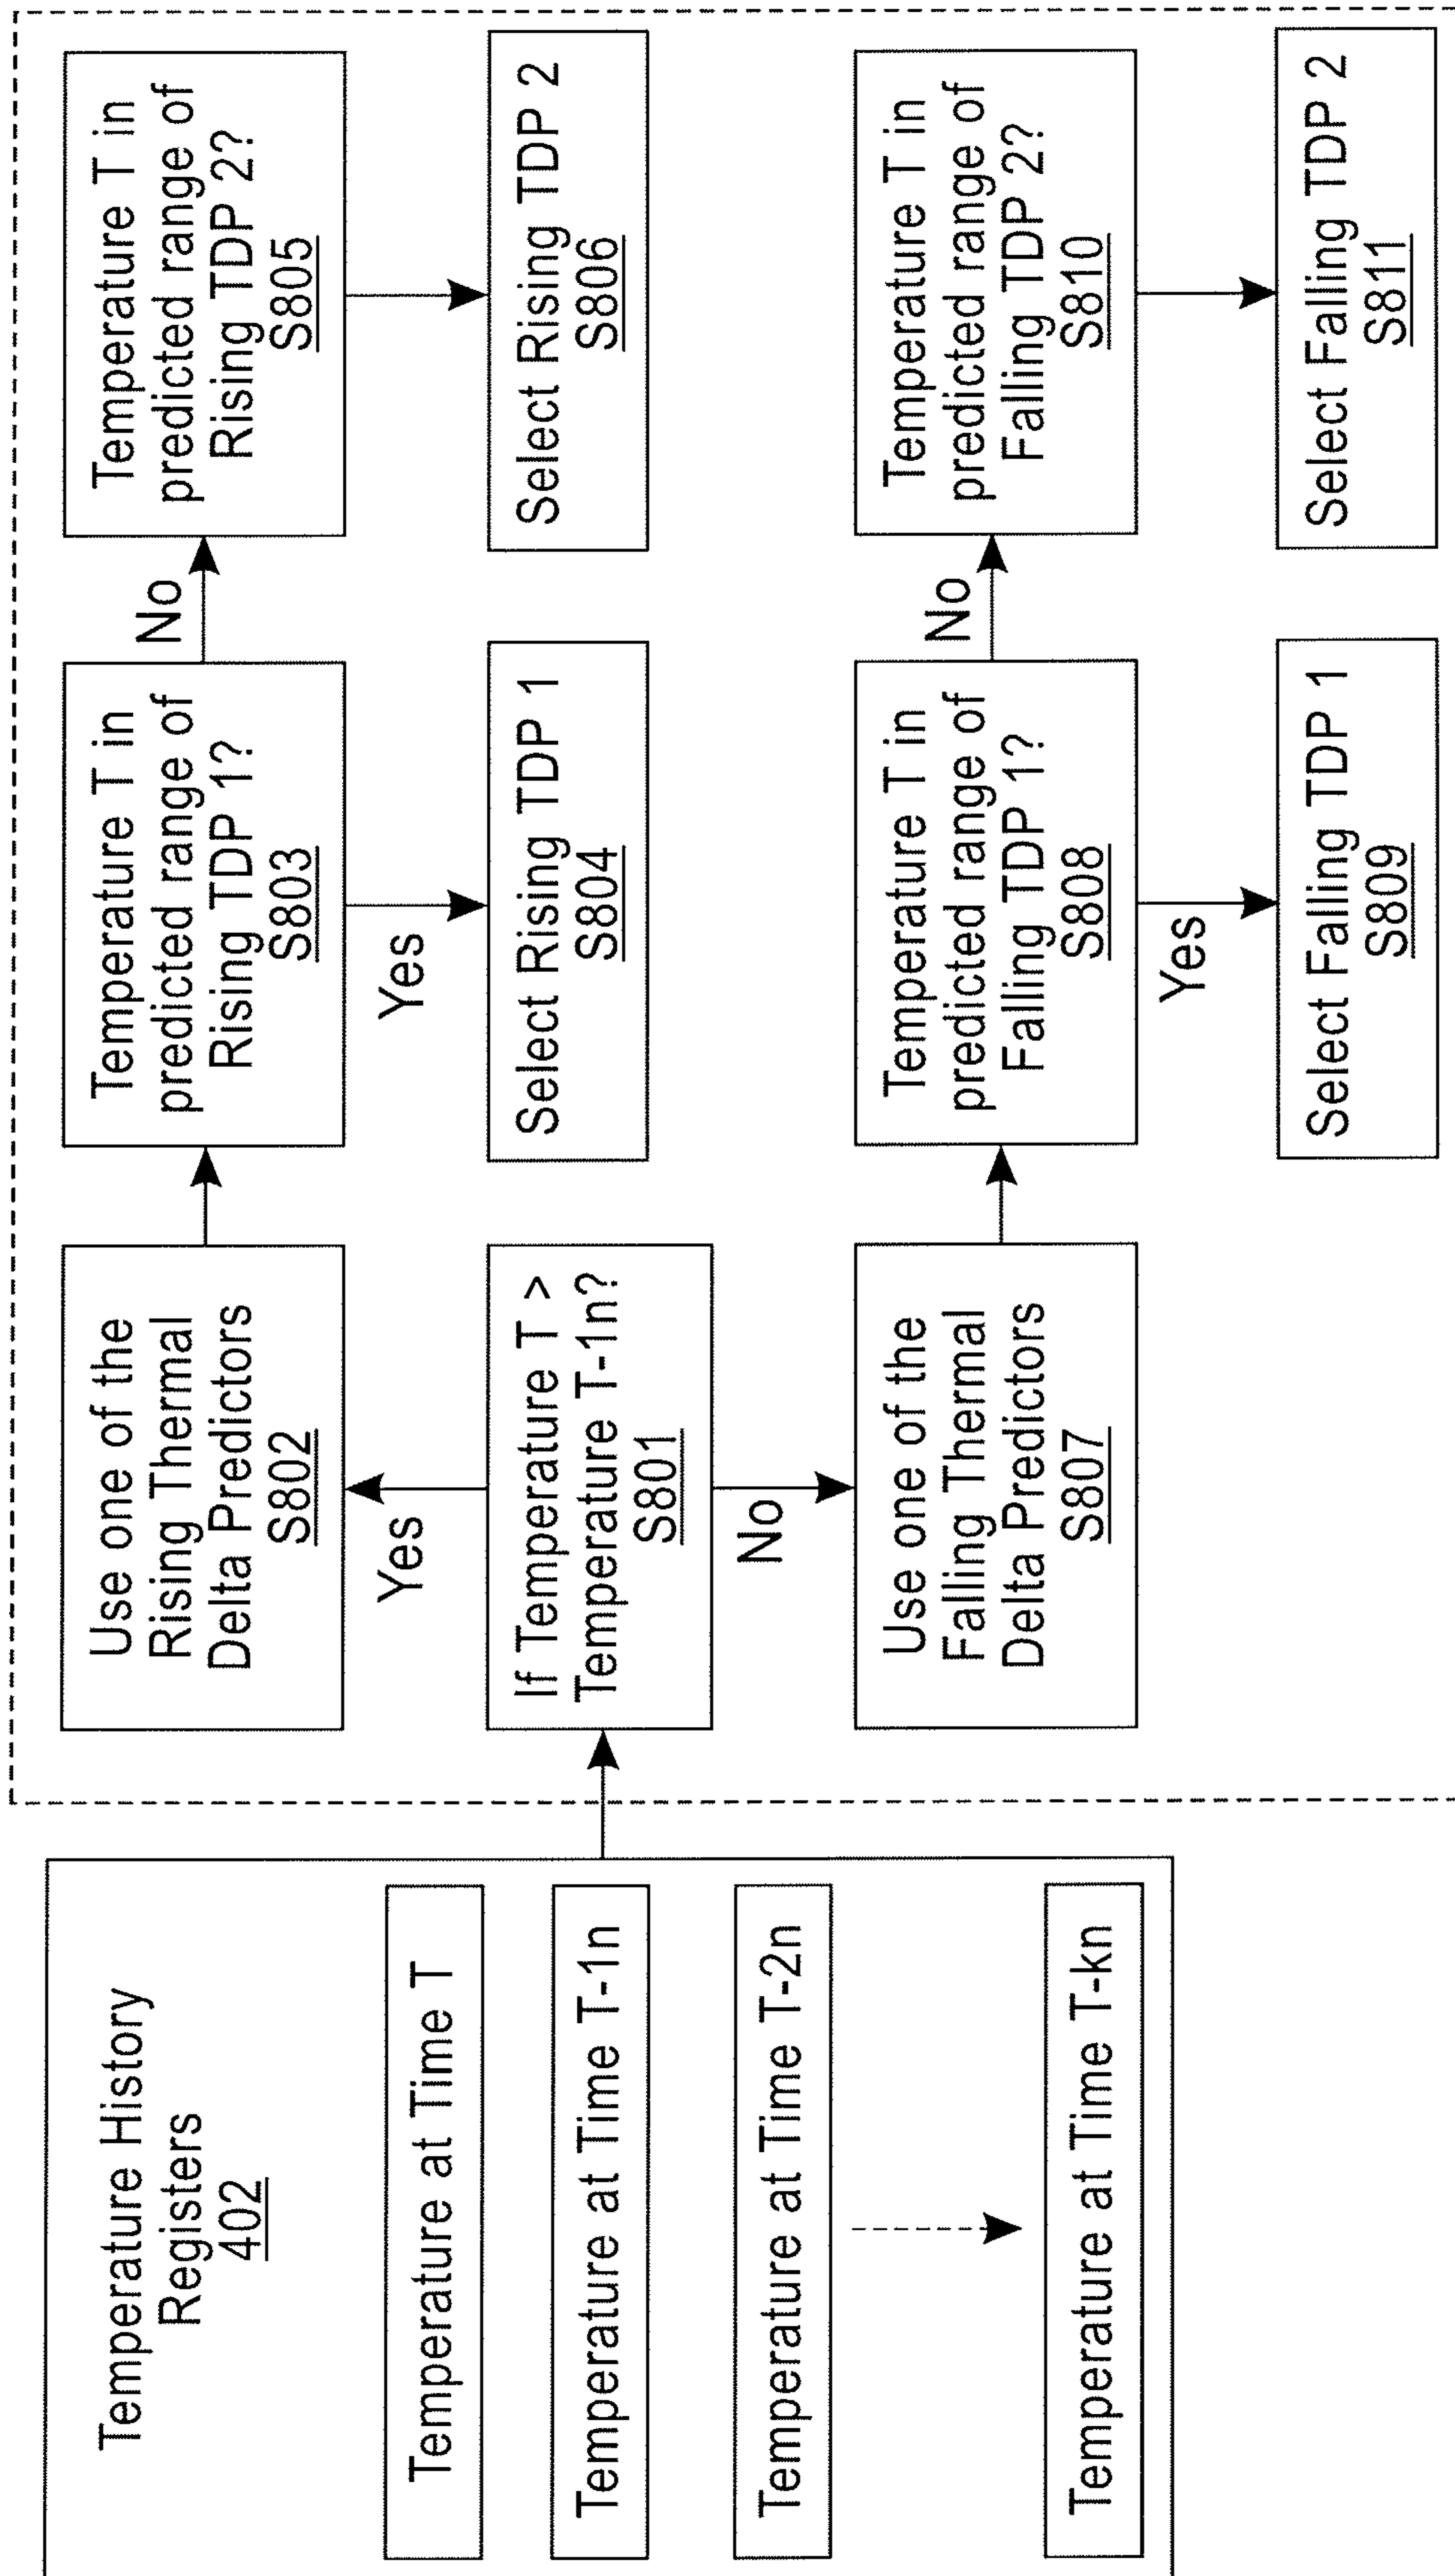 Temperature History
Registers
402
Temperature at Time T
Temperature at Time T-1n
Temperature at Time T-2n
Temperature at Time T-kn
Use one of the
Rising Thermal
Delta Predictors
S802
Yes
If Temperature T >
Temperature T-1n?
S801
No
Use one of the
Falling Thermal
Delta Predictors
S807
Temperature T in
predicted range of
Rising TDP 1?
S803
Yes
Select Rising TDP 1
S804
No
Temperature T in
predicted range of
Rising TDP 2?
S805
Select Rising TDP 2
S806
Temperature T in
predicted range of
Falling TDP 1?
S808
Yes
Select Falling TDP 1
S809
No
Temperature T in
predicted range of
Falling TDP 2?
S810
Select Falling TDP 2
S811